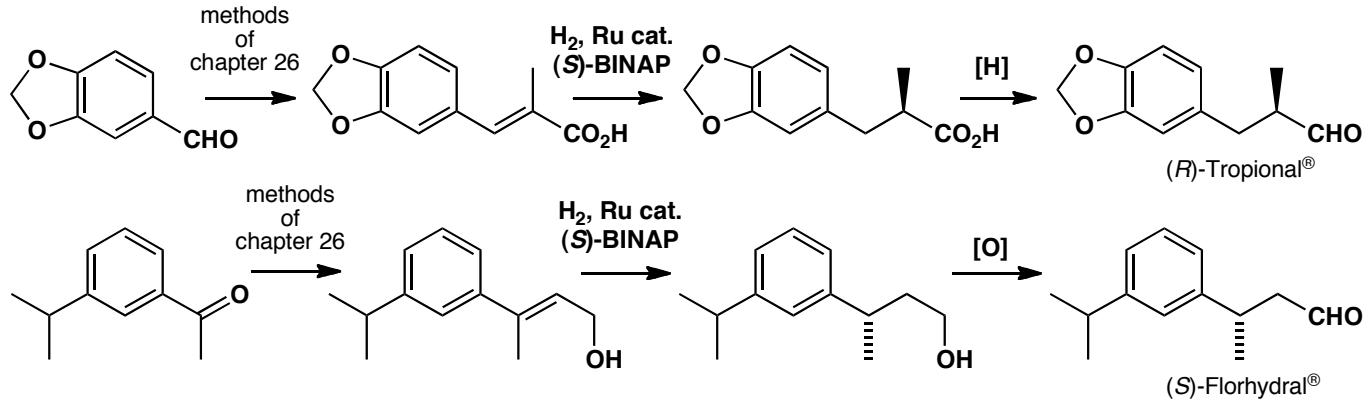 methods
of
chapter 26
H2, Ru cat.
(S)-BINAP
[H]
O
O
CHO
O
O
CO2H
O
O
CO2H
O
O
CHO
(R)-Tropional®
methods
of
chapter 26
H2, Ru cat.
(S)-BINAP
[O]
O
OH
OH
CHO
(S)-Florhydral®